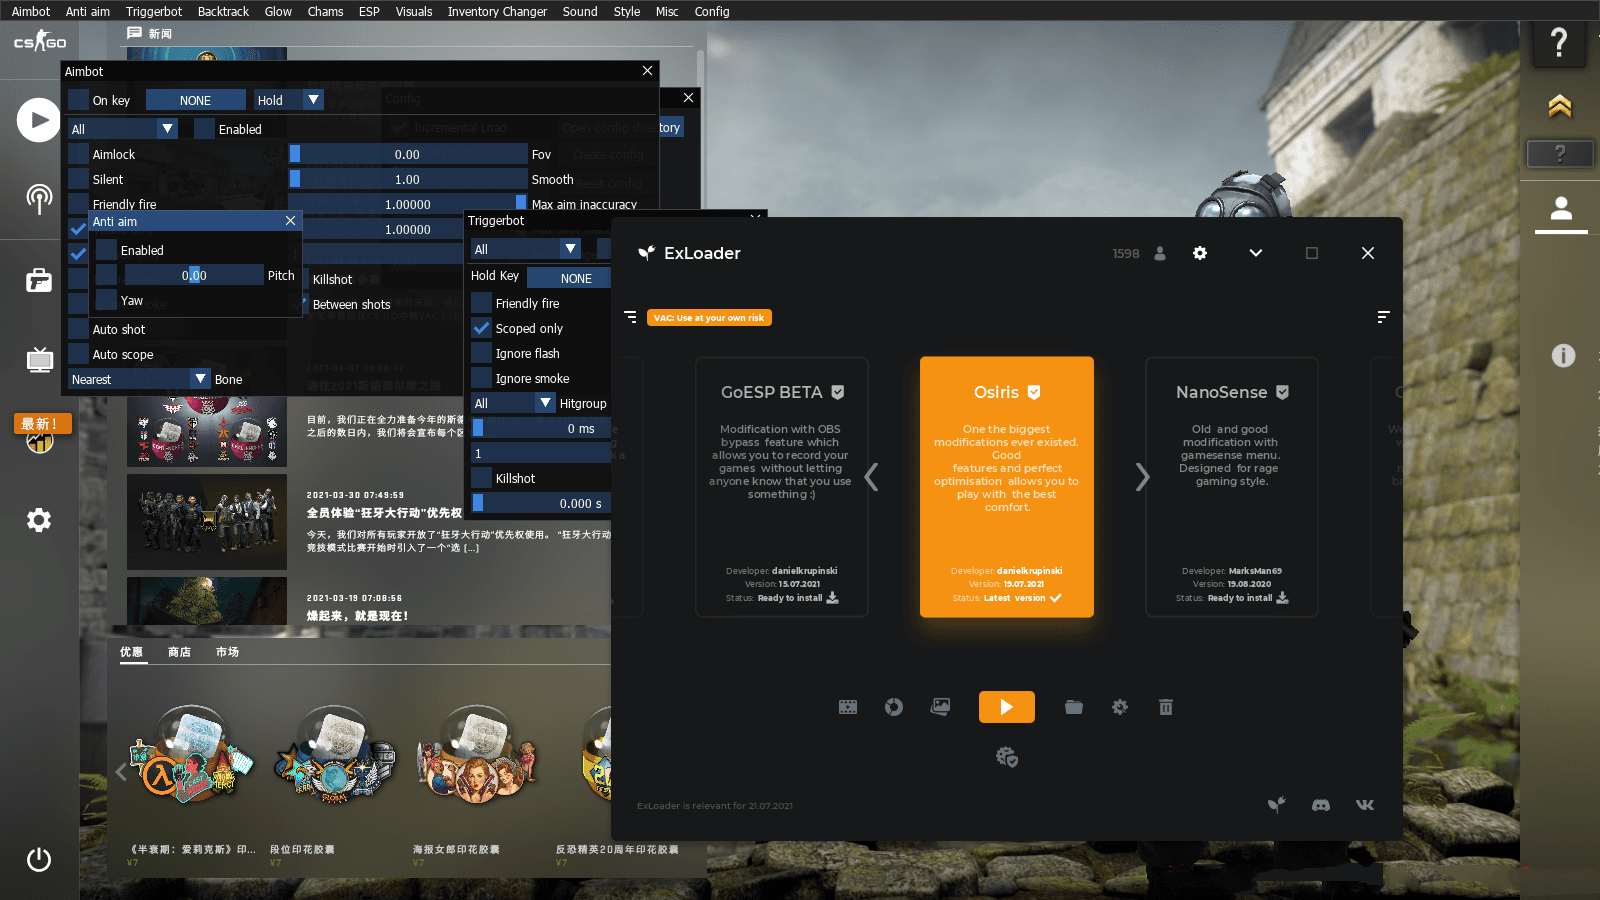 Aimbot Anti aim Triggerbot Backtrack Glow Chams ESP Visuals Inventory Changer Sound Style Misc Config
CS GO
新闻
Aimbot
On key NONE Hold
Config
All Enabled
Incremental Load
Open config directory
Aimlock 0.00 Fov
Create config
Silent 1.00 Smooth
Reset config
Friendly fire 1.00000 Max aim inaccuracy
1.00000
Anti aim
Enabled
0.00 Pitch
Yaw
Killshot
Between shots
Auto shot
Auto scope
Nearest Bone
Triggerbot
All
Hold Key NONE
Friendly fire
Scoped only
Ignore flash
Ignore smoke
All Hitgroup
0 ms
1
Killshot
0.000 s
最新！
目前，我们正在全力准备今年的斯德
之后的数日内，我们将会宣布每个区
2021-03-30 07:49:59
全员体验“狂牙大行动”优先权
今天，我们对所有玩家开放了“狂牙大行动”优先权使用。 “狂牙大行动
竞技模式比赛开始时引入了一个“选 [...]
2021-03-19 07:08:56
爆起来，就是现在！
优惠 商店 市场
《半衰期：爱莉克斯》印...
¥7
段位印花胶囊
¥7
海报女郎印花胶囊
¥7
反恐精英20周年印花胶囊
¥7
ExLoader
1598
VAC: Use at your own risk
GoESP BETA
Modification with OBS
bypass feature which
allows you to record your
games without letting
anyone know that you use
something :)
Developer: danielkrupinski
Version: 15.07.2021
Status: Ready to install
Osiris
One the biggest
modifications ever existed.
Good
features and perfect
optimisation allows you to
play with the best
comfort.
Developer: danielkrupinski
Version: 19.07.2021
Status: Latest version
NanoSense
Old and good
modification with
gamesense menu.
Designed for rage
gaming style.
Developer: MarksMan69
Version: 19.08.2020
Status: Ready to install
ExLoader is relevant for 21.07.2021